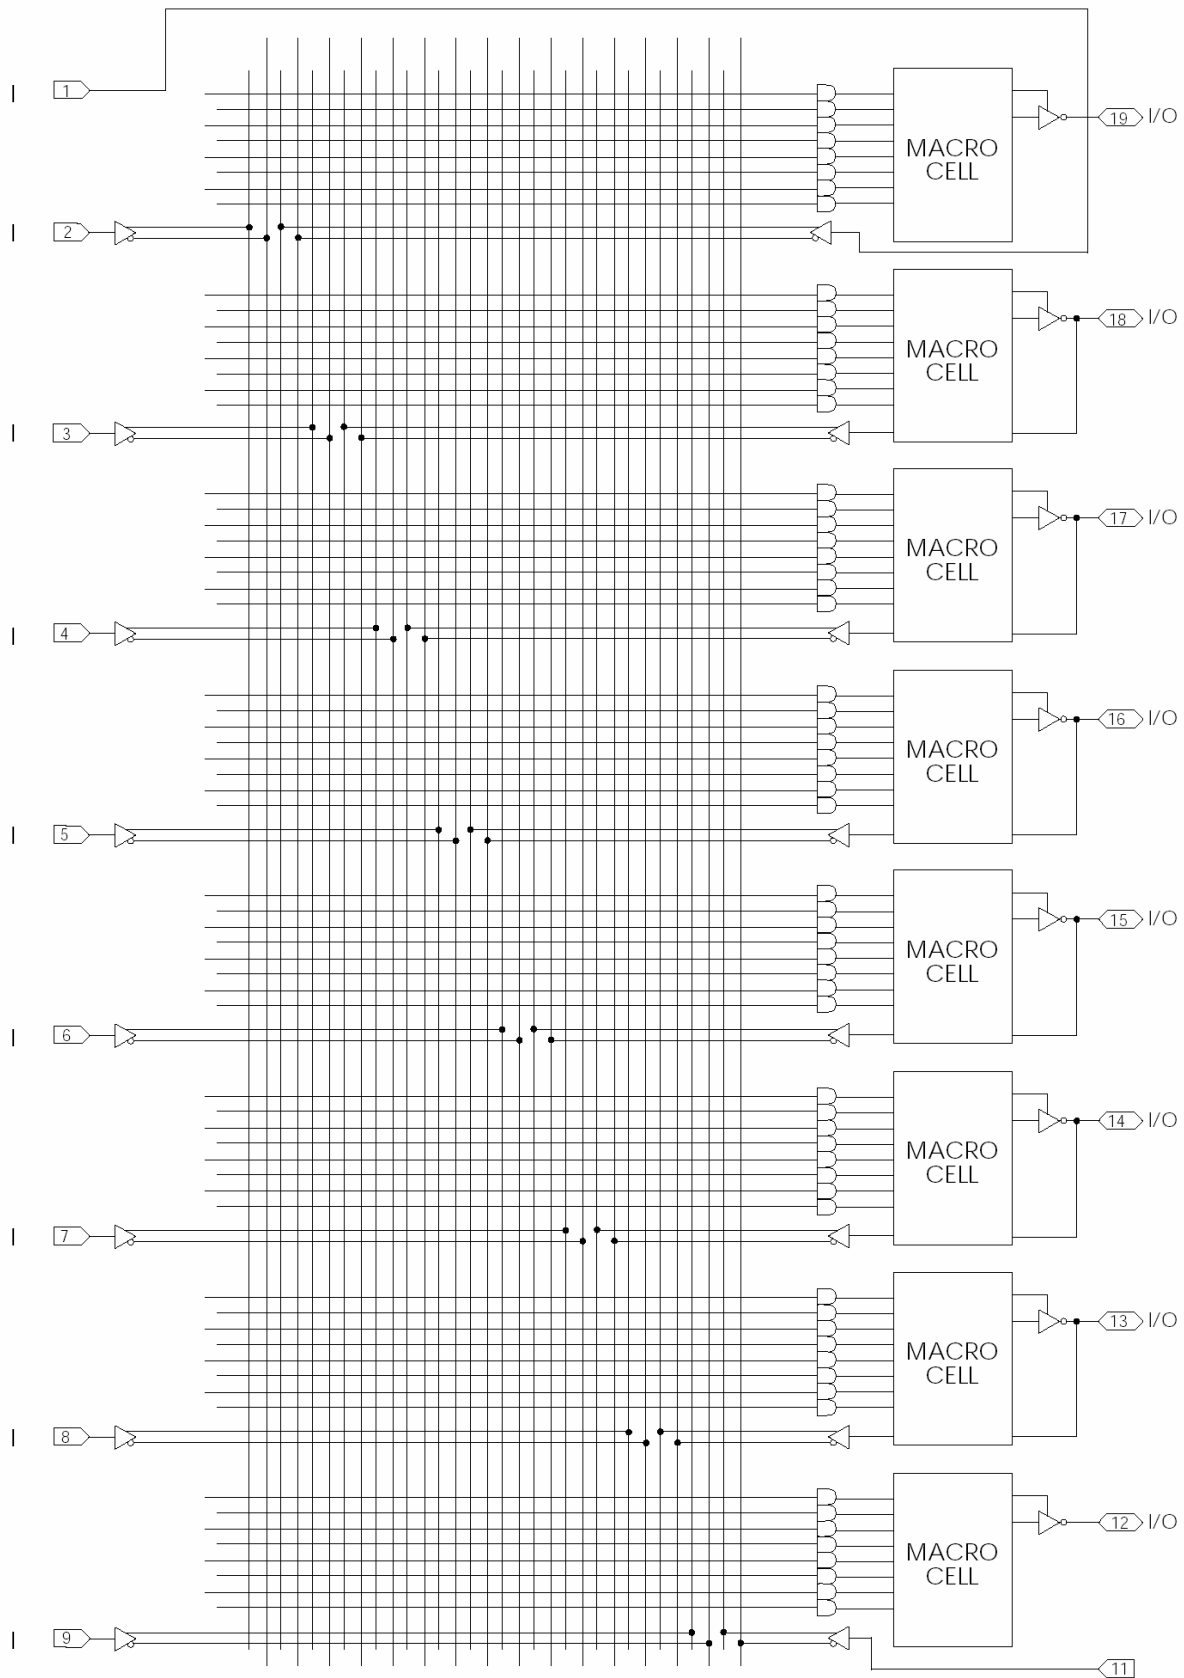 I 1
MACRO
CELL
19 I/O
I 2
MACRO
CELL
18 I/O
I 3
MACRO
CELL
17 I/O
I 4
MACRO
CELL
16 I/O
I 5
MACRO
CELL
15 I/O
I 6
MACRO
CELL
14 I/O
I 7
MACRO
CELL
13 I/O
I 8
MACRO
CELL
12 I/O
I 9
11